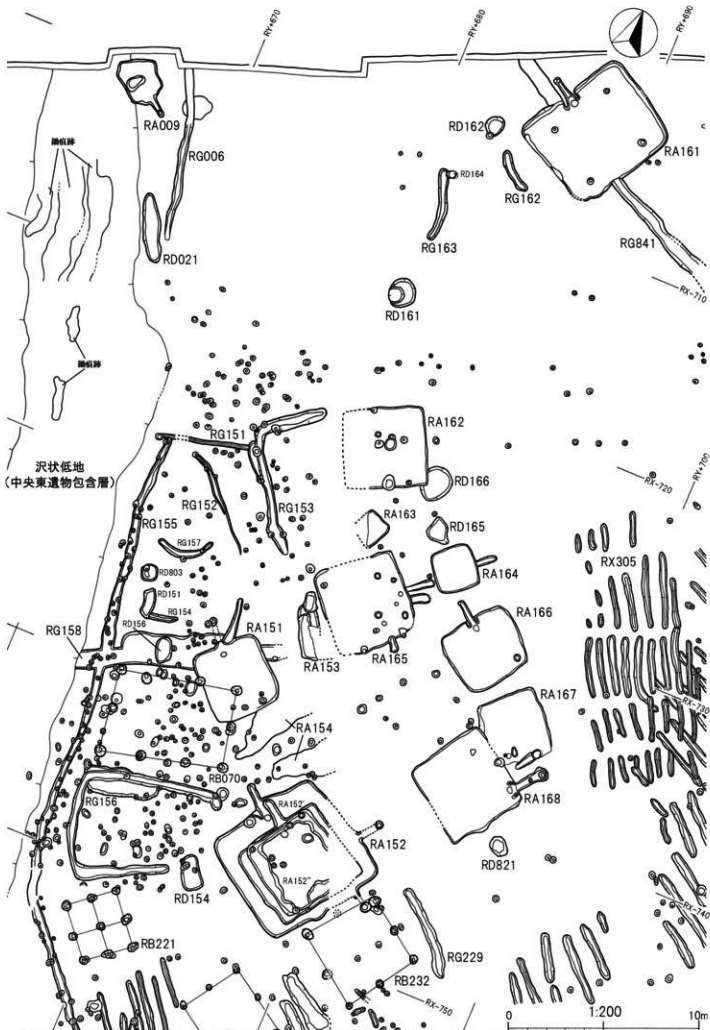 RY+670
RY+680
RY+690
RA009
RG006
RD162
RA161
RD164
RG162
RG163
RG841
RD021
RX-710
RD161
RA162
RG151
RD166
RX-720
RY+700
沢状低地
(中央東遺物包含層)
RG152
RG153
RG155
RA163
RD165
RG157
RX305
RD803
RA164
RD151
RG154
RA166
RD156
RA151
RG158
RA153
RA165
RA167
RX-730
RA154
RB070
RA168
RG156
RA152'
RA152
RA152"
RD821
RD154
RX-740
RB221
RG229
RB232
RX-750
0
1:200
10m